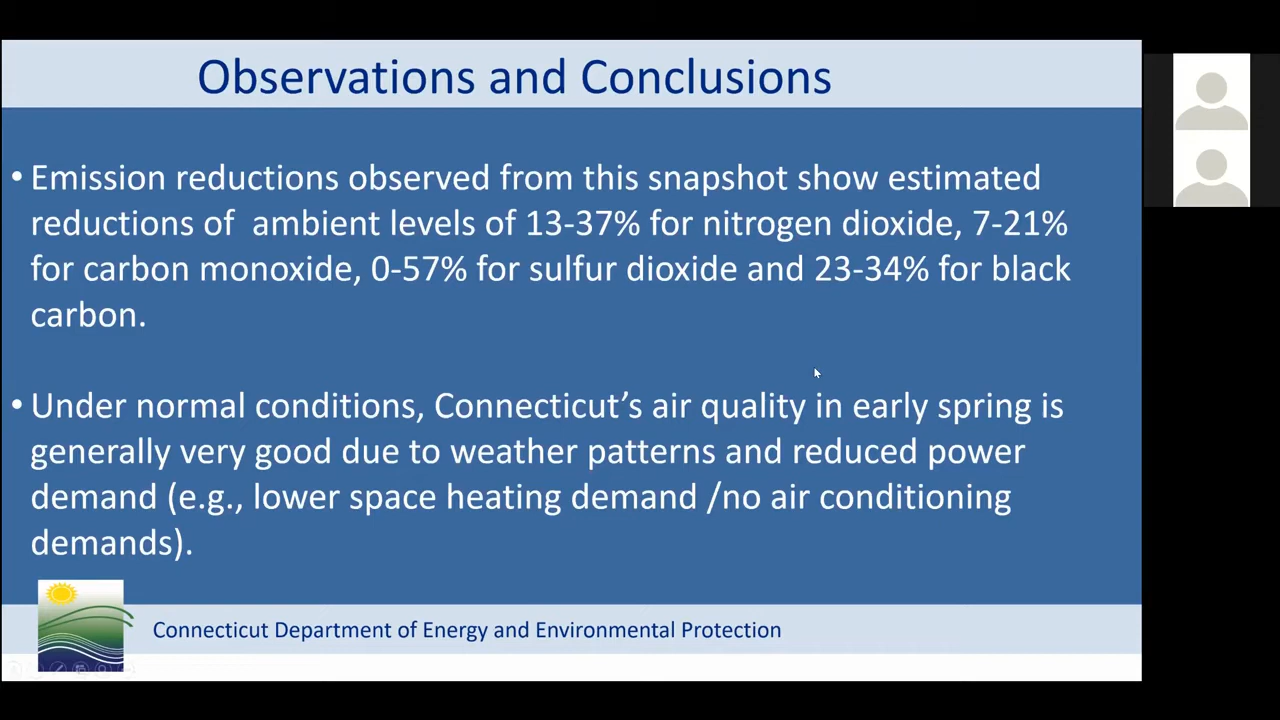 Observations and Conclusions
• Emission reductions observed from this snapshot show estimated
reductions of ambient levels of 13-37% for nitrogen dioxide, 7-21%
for carbon monoxide, 0-57% for sulfur dioxide and 23-34% for black
carbon.
• Under normal conditions, Connecticut's air quality in early spring is
generally very good due to weather patterns and reduced power
demand (e.g., lower space heating demand /no air conditioning
demands).
Connecticut Department of Energy and Environmental Protection